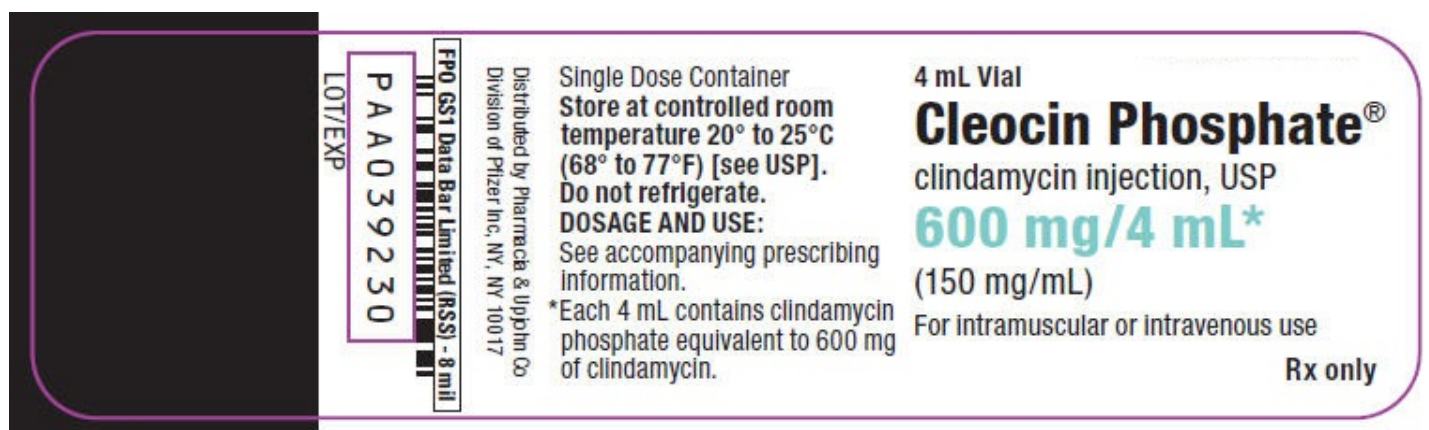 LOT/EXP
PAA039230
FPO GS1 Data Bar Limited (RSS) - 8 mil
Distributed by Pharmacia & Upjohn Co
Division of Pfizer Inc, NY, NY 10017
Single Dose Container
Store at controlled room
temperature 20° to 25°C
(68° to 77°F) [see USP].
Do not refrigerate.
DOSAGE AND USE:
See accompanying prescribing
information.
*Each 4 mL contains clindamycin
phosphate equivalent to 600 mg
of clindamycin.
4 mL Vial
Cleocin Phosphate®
clindamycin injection, USP
600 mg/4 mL*
(150 mg/mL)
For intramuscular or intravenous use
Rx only